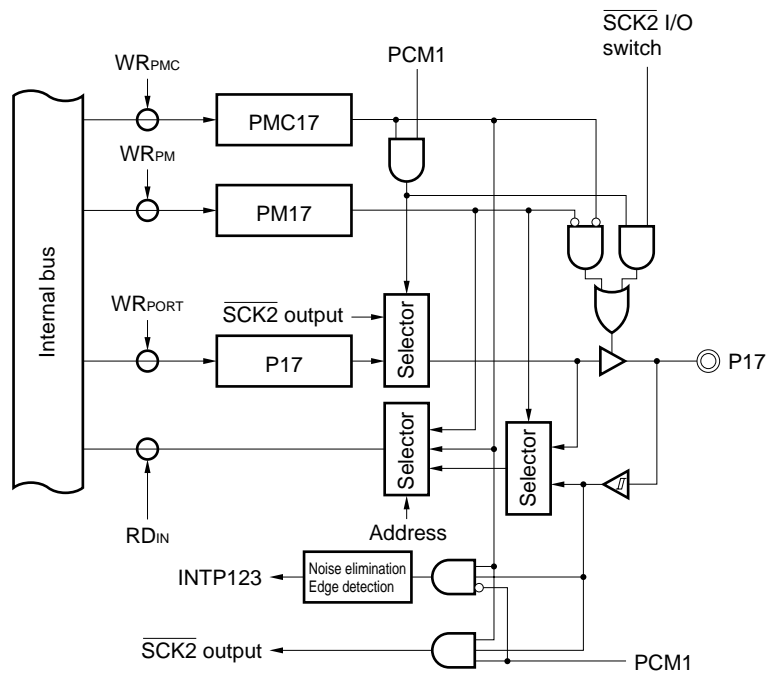 SCK2 I/O
switch
WRPMC
PCM1
PMC17
WRPM
PM17
Internal bus
WRPORT
SCK2 output
Selector
P17
P17
Selector
Selector
RDIN
Address
INTP123
Noise elimination
Edge detection
SCK2 output
PCM1